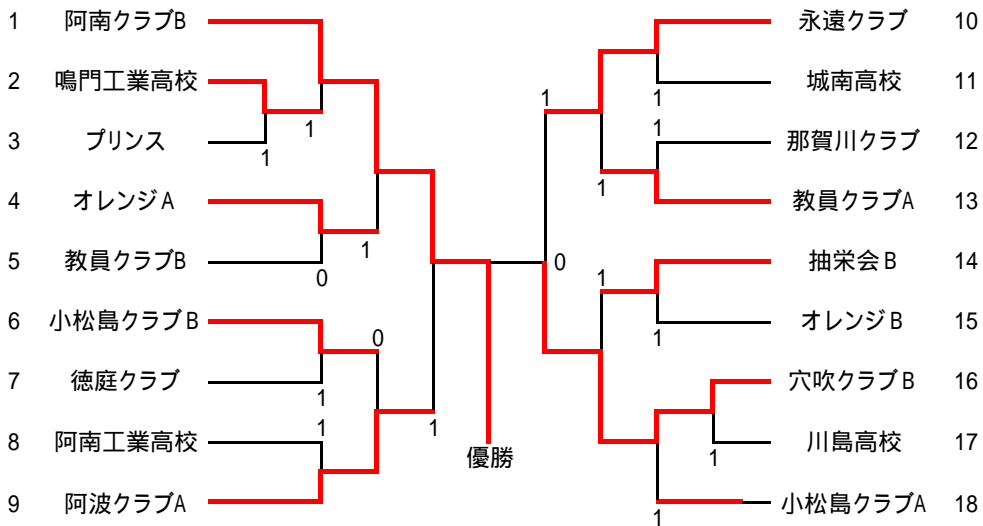 1 阿南クラブB
2 鳴門工業高校
1
3 プリンス
1
4 オレンジA
1
5 教員クラブB
0
6 小松島クラブB
0
7 徳庭クラブ
1
8 阿南工業高校
1
9 阿波クラブA
1
優勝
永遠クラブ 10
1
城南高校 11
1
1
那賀川クラブ 12
1
教員クラブA 13
0
抽栄会B 14
1
オレンジB 15
1
穴吹クラブB 16
川島高校 17
1
小松島クラブA 18
1